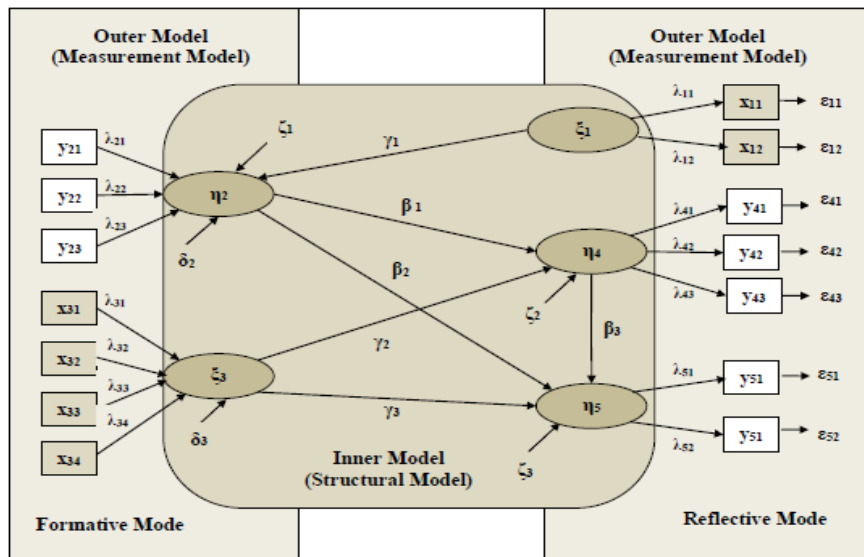 Outer Model
(Measurement Model)
Outer Model
(Measurement Model)
y21
y22
y23
x31
x32
x33
x34
λ21
λ22
λ23
λ31
λ32
λ33
λ34
ζ1
η2
δ2
ξ3
δ3
γ1
β1
β2
γ2
γ3
β3
ξ1
η4
ζ2
η5
ζ3
λ11
λ12
λ41
λ42
λ43
λ51
λ52
x11
x12
y41
y42
y43
y51
y51
ε11
ε12
ε41
ε42
ε43
ε51
ε52
Inner Model
(Structural Model)
Formative Mode
Reflective Mode